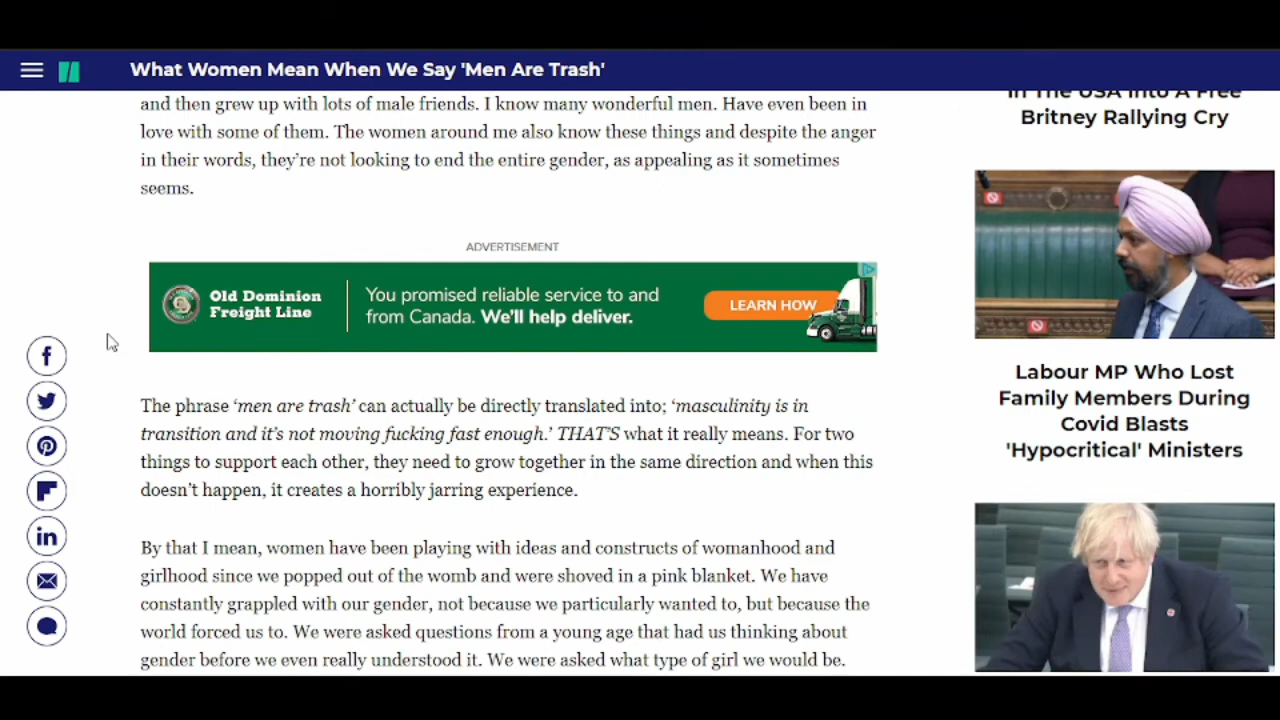 What Women Mean When We Say 'Men Are Trash'
and then grew up with lots of male friends. I know many wonderful men. Have even been in
love with some of them. The women around me also know these things and despite the anger
in their words, they're not looking to end the entire gender, as appealing as it sometimes
seems.
ADVERTISEMENT
Old Dominion
Freight Line
You promised reliable service to and
from Canada. We'll help deliver.
LEARN HOW
The phrase 'men are trash' can actually be directly translated into; 'masculinity is in
transition and it's not moving fucking fast enough.' THAT'S what it really means. For two
things to support each other, they need to grow together in the same direction and when this
doesn't happen, it creates a horribly jarring experience.
By that I mean, women have been playing with ideas and constructs of womanhood and
girlhood since we popped out of the womb and were shoved in a pink blanket. We have
constantly grappled with our gender, not because we particularly wanted to, but because the
world forced us to. We were asked questions from a young age that had us thinking about
gender before we even really understood it. We were asked what type of girl we would be.
In The USA Into A Free
Britney Rallying Cry
Labour MP Who Lost
Family Members During
Covid Blasts
'Hypocritical' Ministers